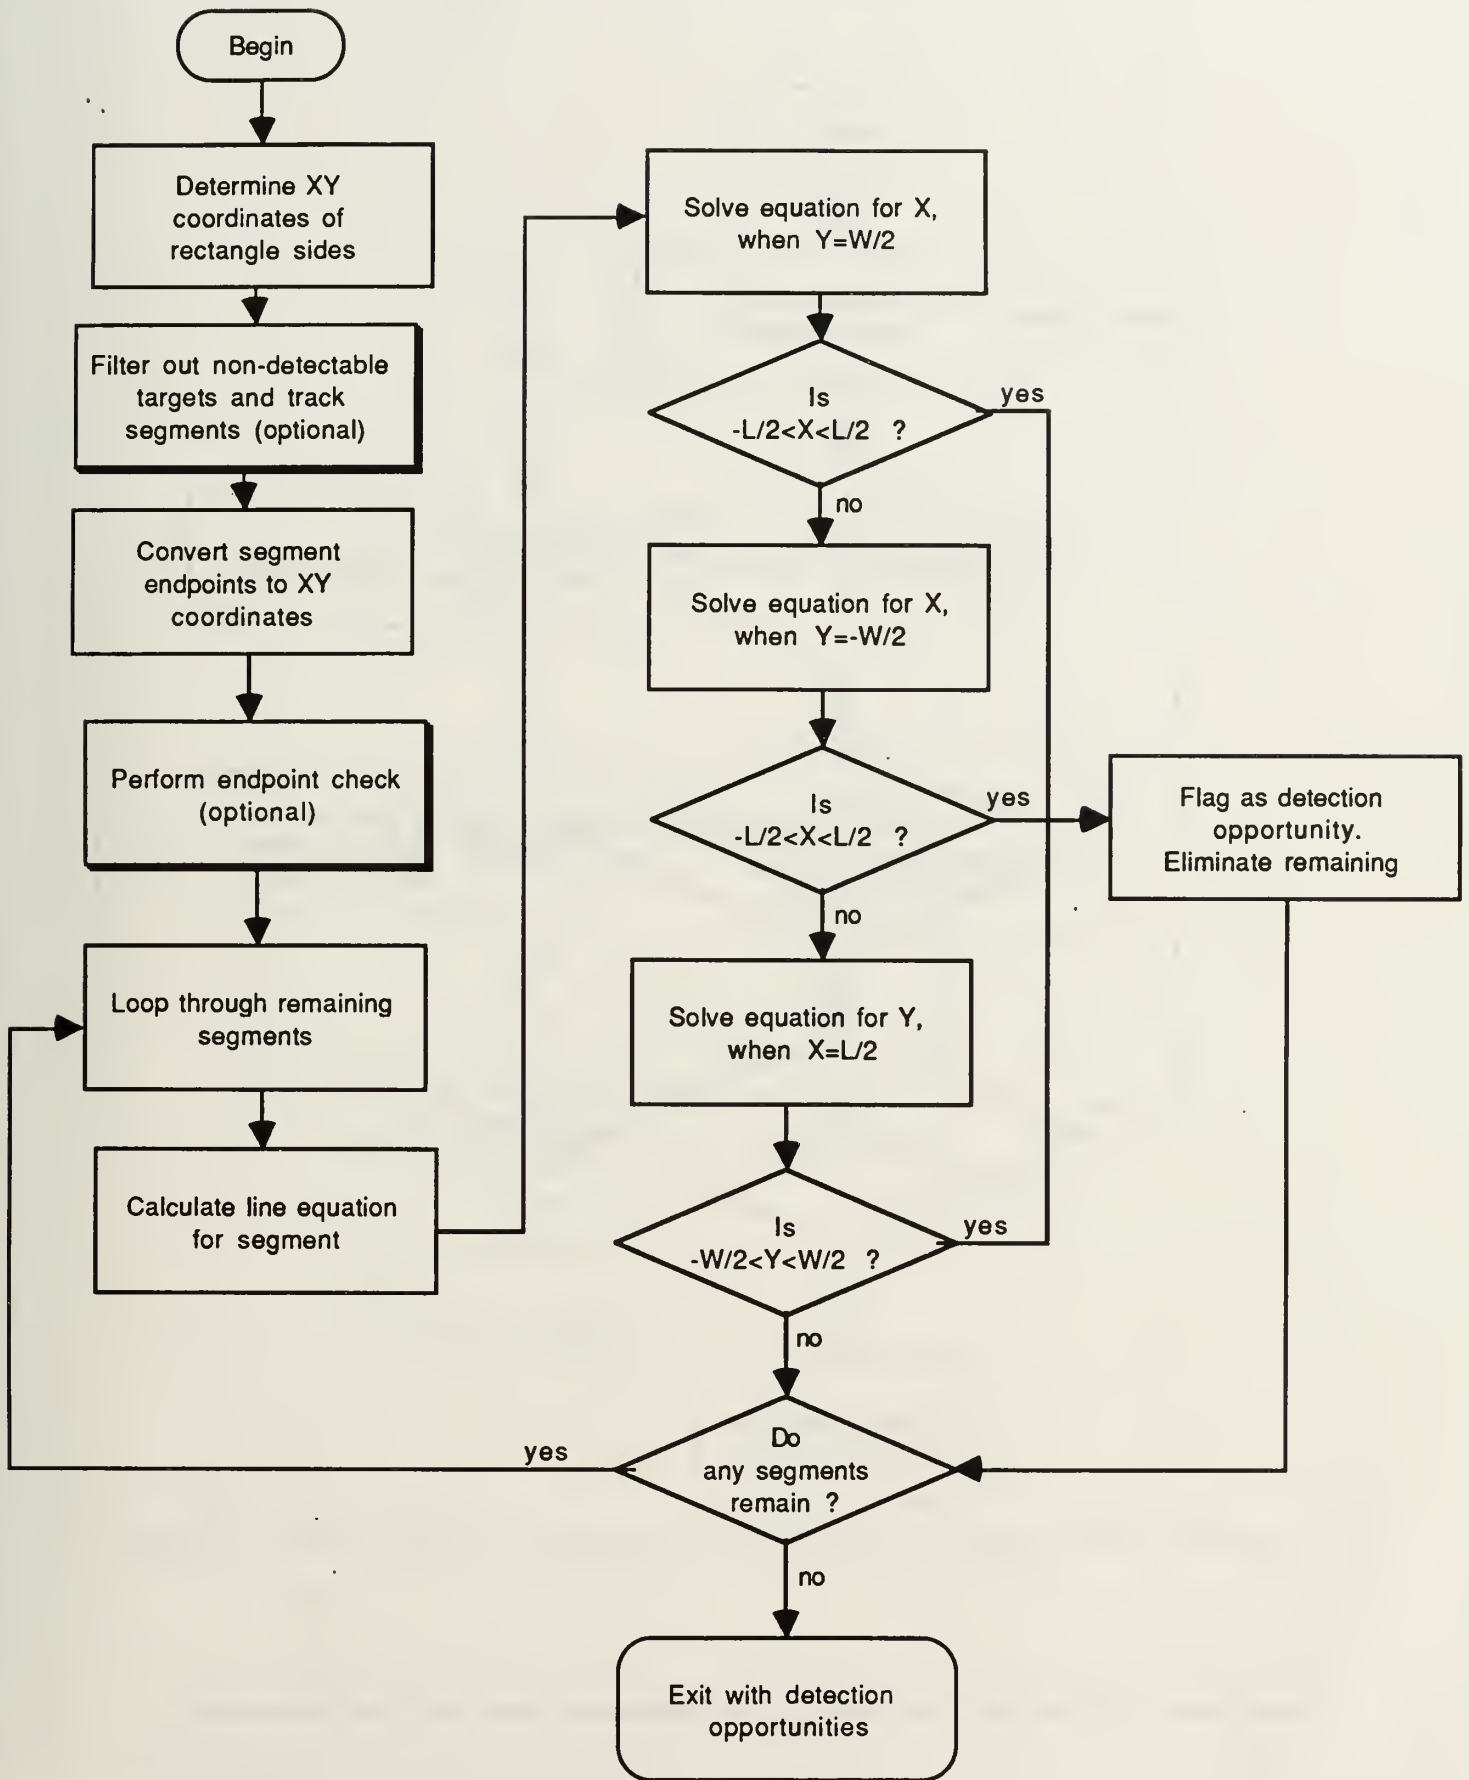 Begin
Determine XY
coordinates of
rectangle sides
Filter out non-detectable
targets and track
segments (optional)
Convert segment
endpoints to XY
coordinates
Perform endpoint check
(optional)
Loop through remaining
segments
Calculate line equation
for segment
Solve equation for X,
when Y=W/2
Is
-L/2<X<L/2 ?
yes
no
Solve equation for X,
when Y=-W/2
Is
-L/2<X<L/2 ?
yes
no
Flag as detection
opportunity.
Eliminate remaining
Solve equation for Y,
when X=L/2
Is
-W/2<Y<W/2 ?
yes
no
Do
any segments
remain ?
yes
no
Exit with detection
opportunities